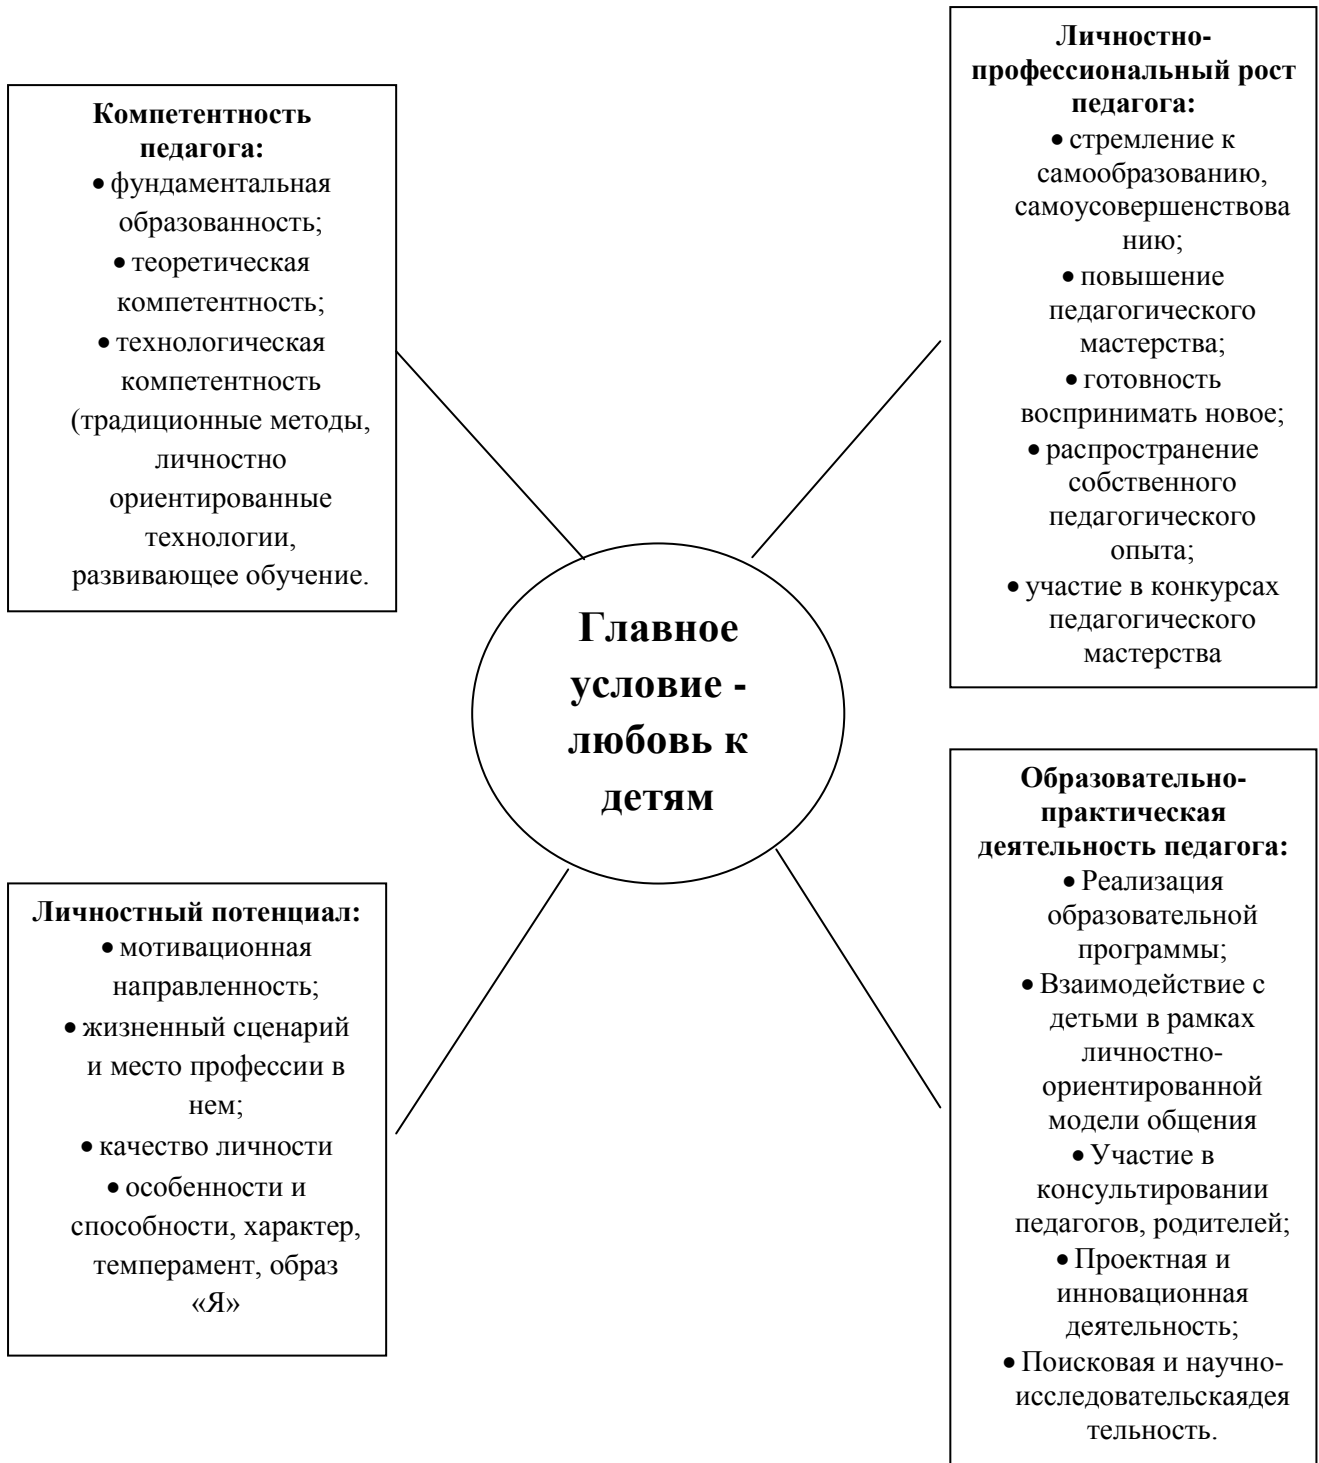 Компетентность
педагога:
• фундаментальная
образованность;
• теоретическая
компетентность;
• технологическая
компетентность
(традиционные методы,
личностно
ориентированные
технологии,
развивающее обучение.
Личностно-
профессиональный рост
педагога:
• стремление к
самообразованию,
самоусовершенствова
нию;
• повышение
педагогического
мастерства;
• готовность
воспринимать новое;
• распространение
собственного
педагогического
опыта;
• участие в конкурсах
педагогического
мастерства
Главное
условие -
любовь к
детям
Личностный потенциал:
• мотивационная
направленность;
• жизненный сценарий
и место профессии в
нем;
• качество личности
• особенности и
способности, характер,
темперамент, образ
«Я»
Образовательно-
практическая
деятельность педагога:
• Реализация
образовательной
программы;
• Взаимодействие с
детьми в рамках
личностно-
ориентированной
модели общения
• Участие в
консультировании
педагогов, родителей;
• Проектная и
инновационная
деятельность;
• Поисковая и научно-
исследовательскаядея
тельность.